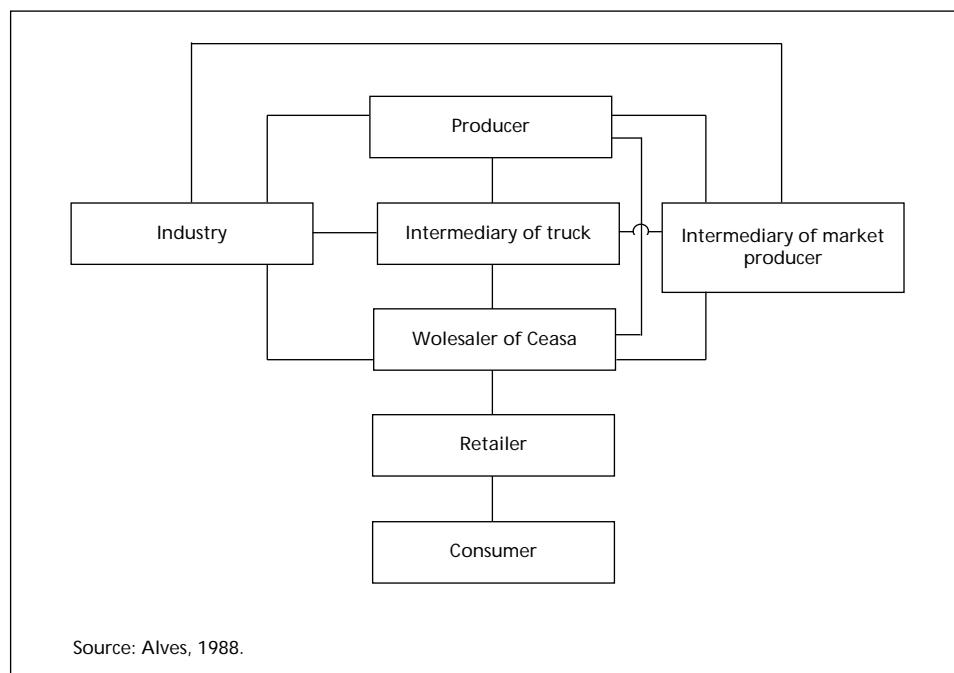 Producer
Industry
Intermediary of truck
Intermediary of market
producer
Wolesaler of Ceasa
Retailer
Consumer
Source: Alves, 1988.